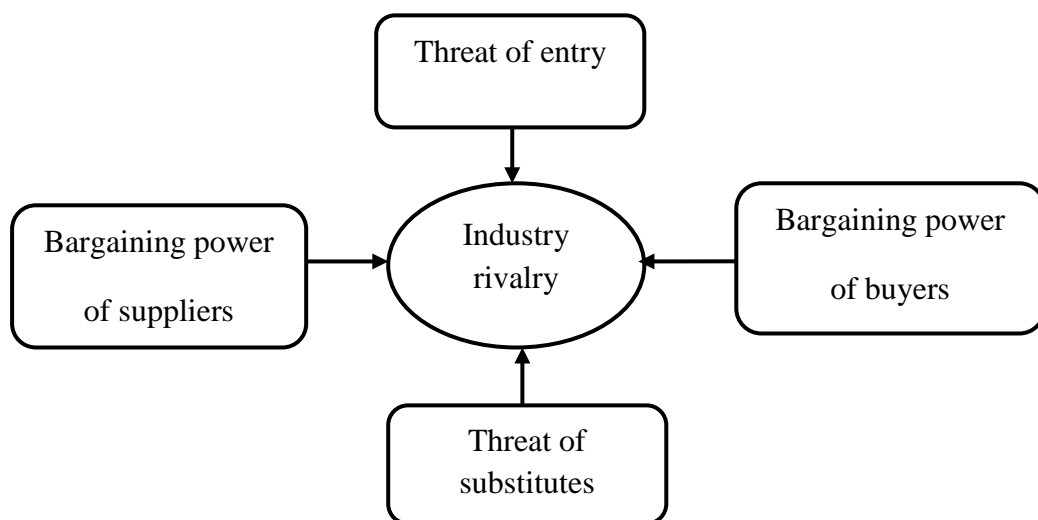 Threat of entry
Bargaining power
of suppliers
Industry
rivalry
Bargaining power
of buyers
Threat of
substitutes